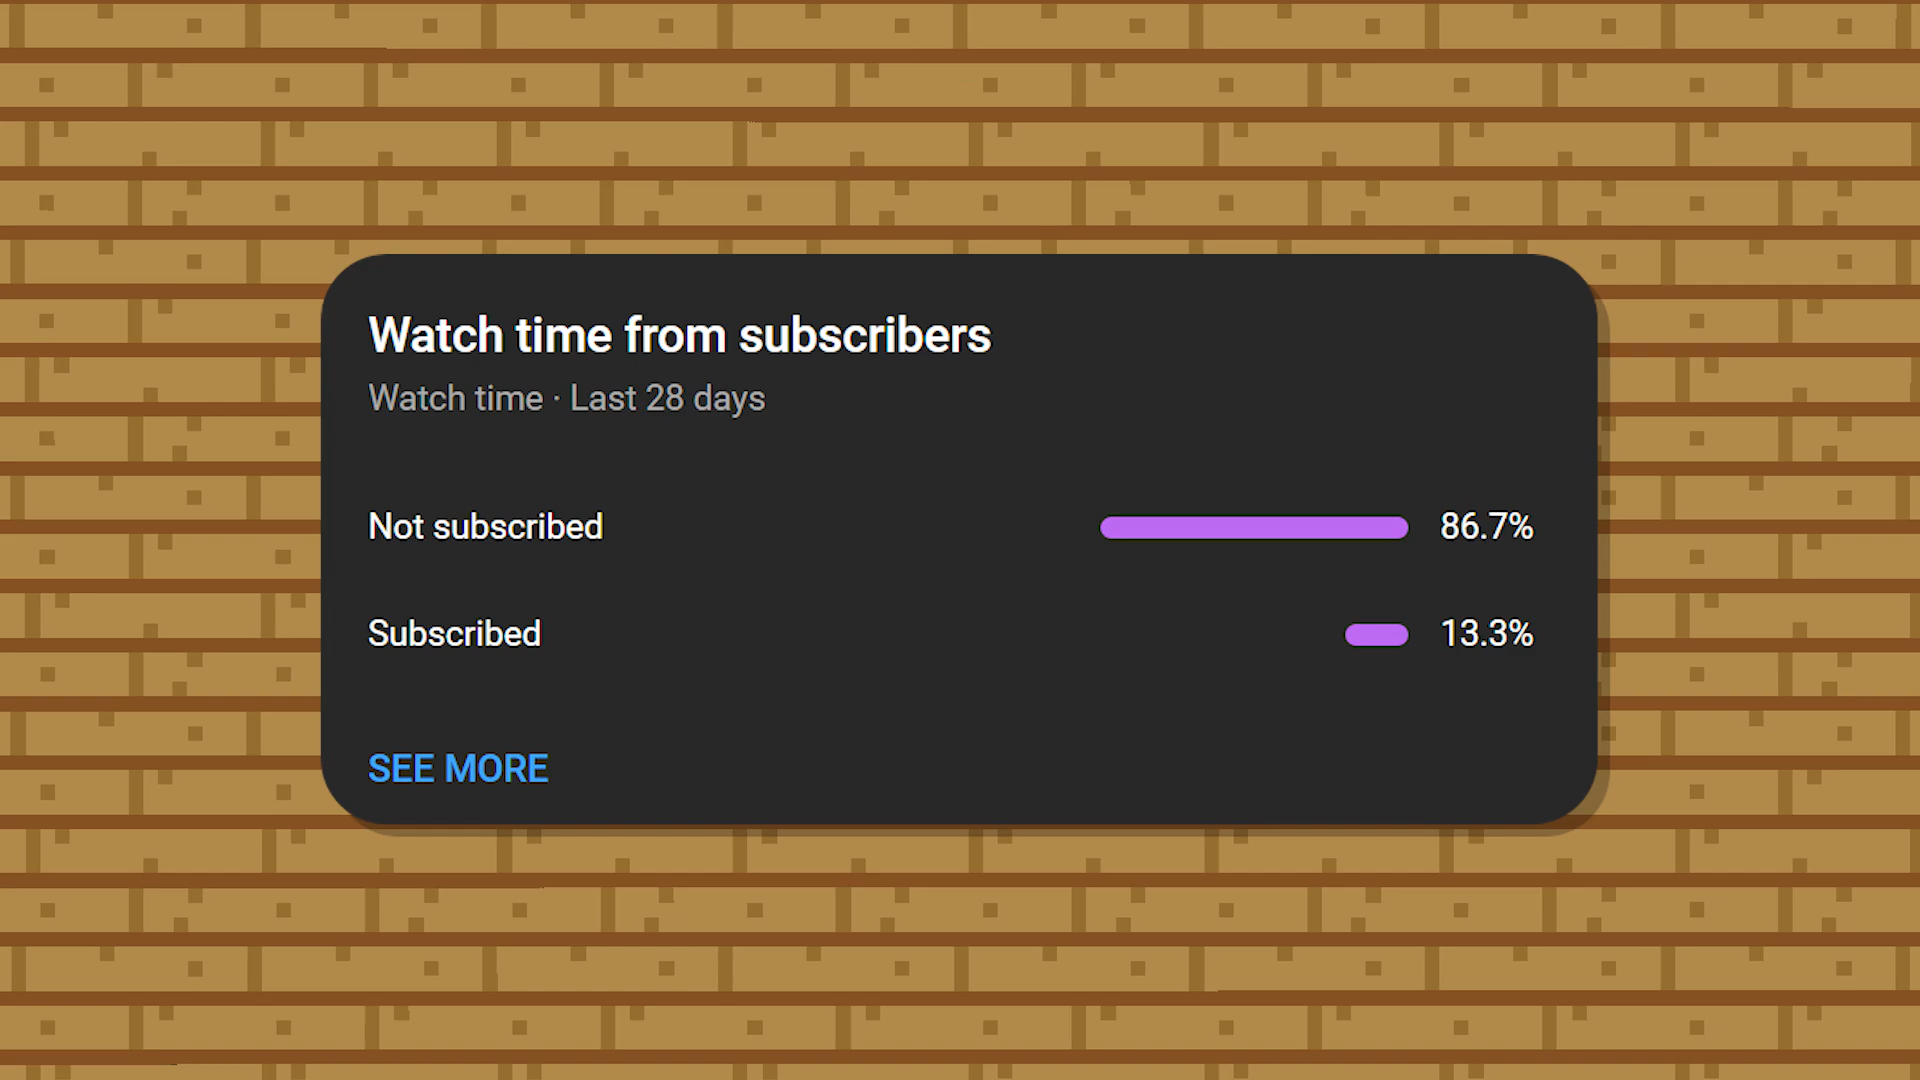 Watch time from subscribers
Watch time · Last 28 days
Not subscribed 86.7%
Subscribed 13.3%
SEE MORE